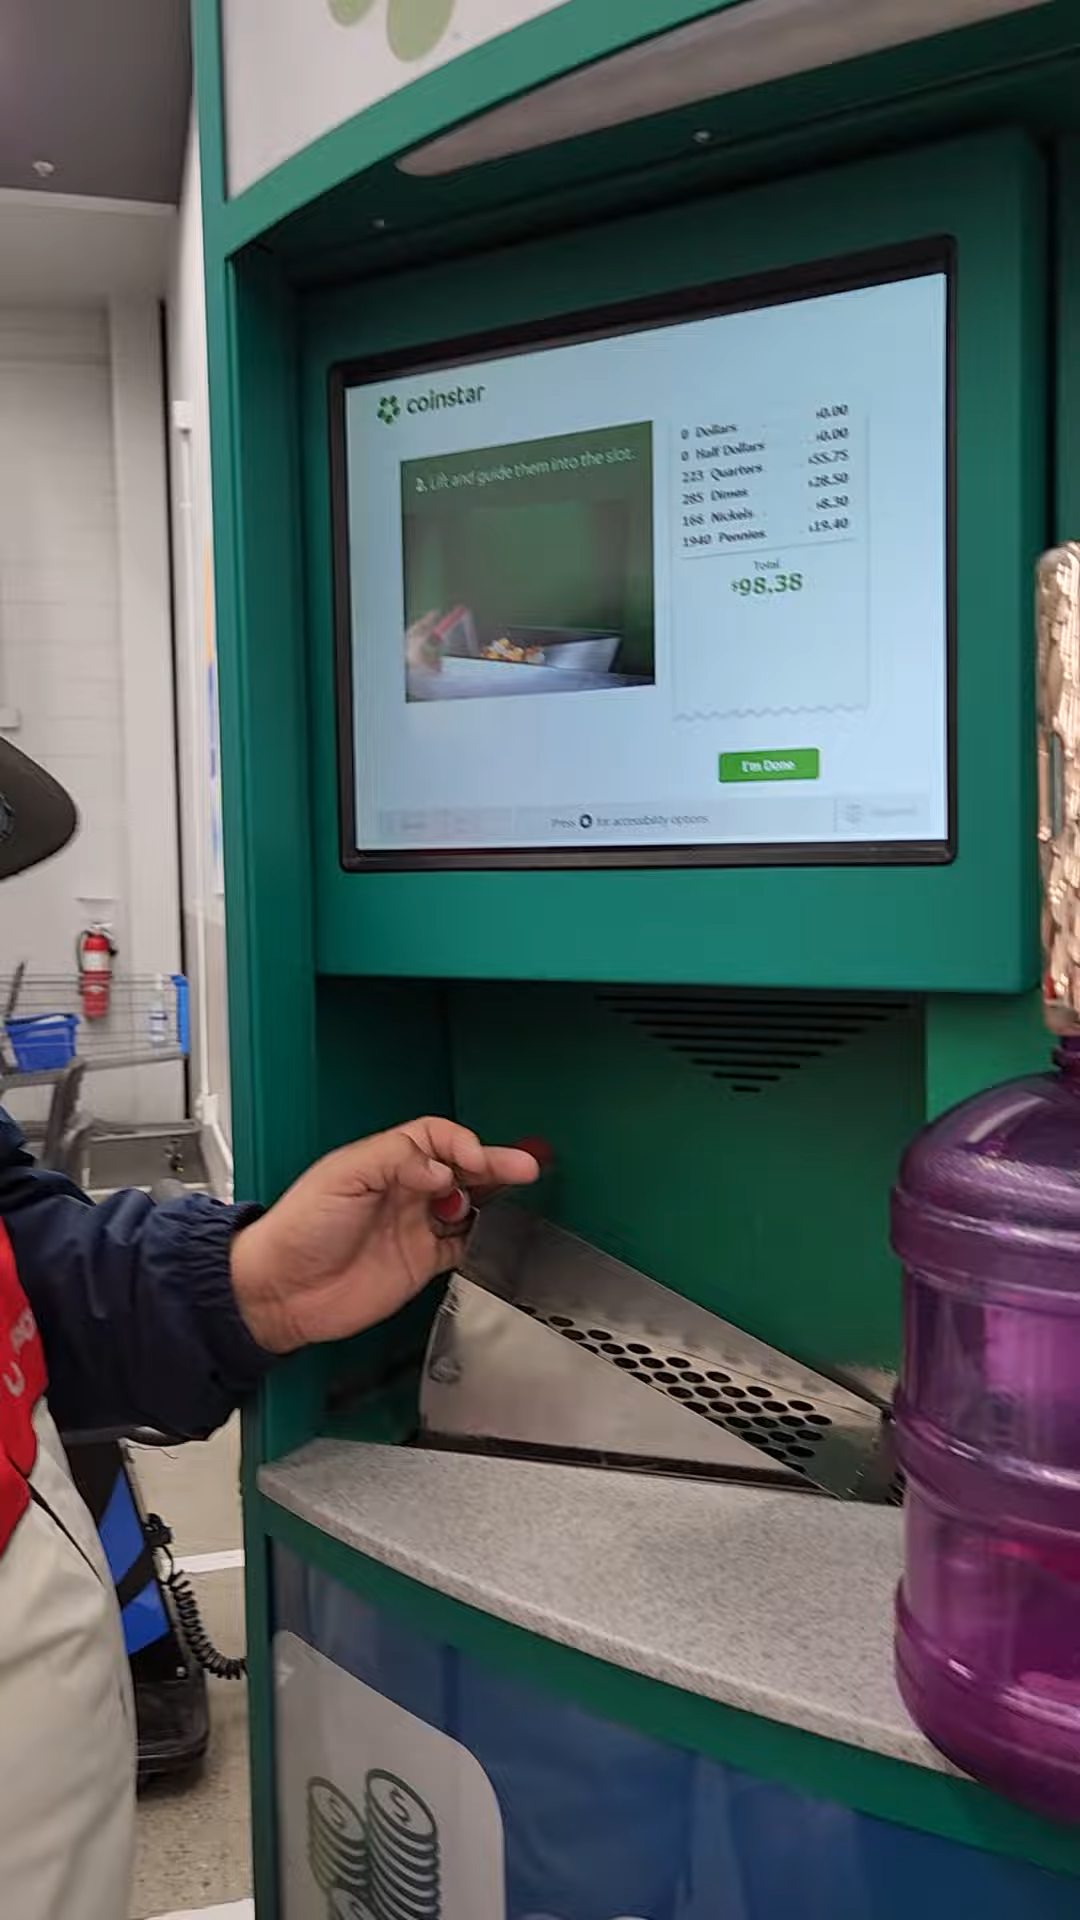 coinstar
2. Lift and guide them into the slot.
0 Dollars $0.00
0 Half Dollars $0.00
223 Quarters $55.75
285 Dimes $28.50
166 Nickels $8.30
1940 Pennies $19.40
Total
$98.38
I'm Done
Press for accessibility options